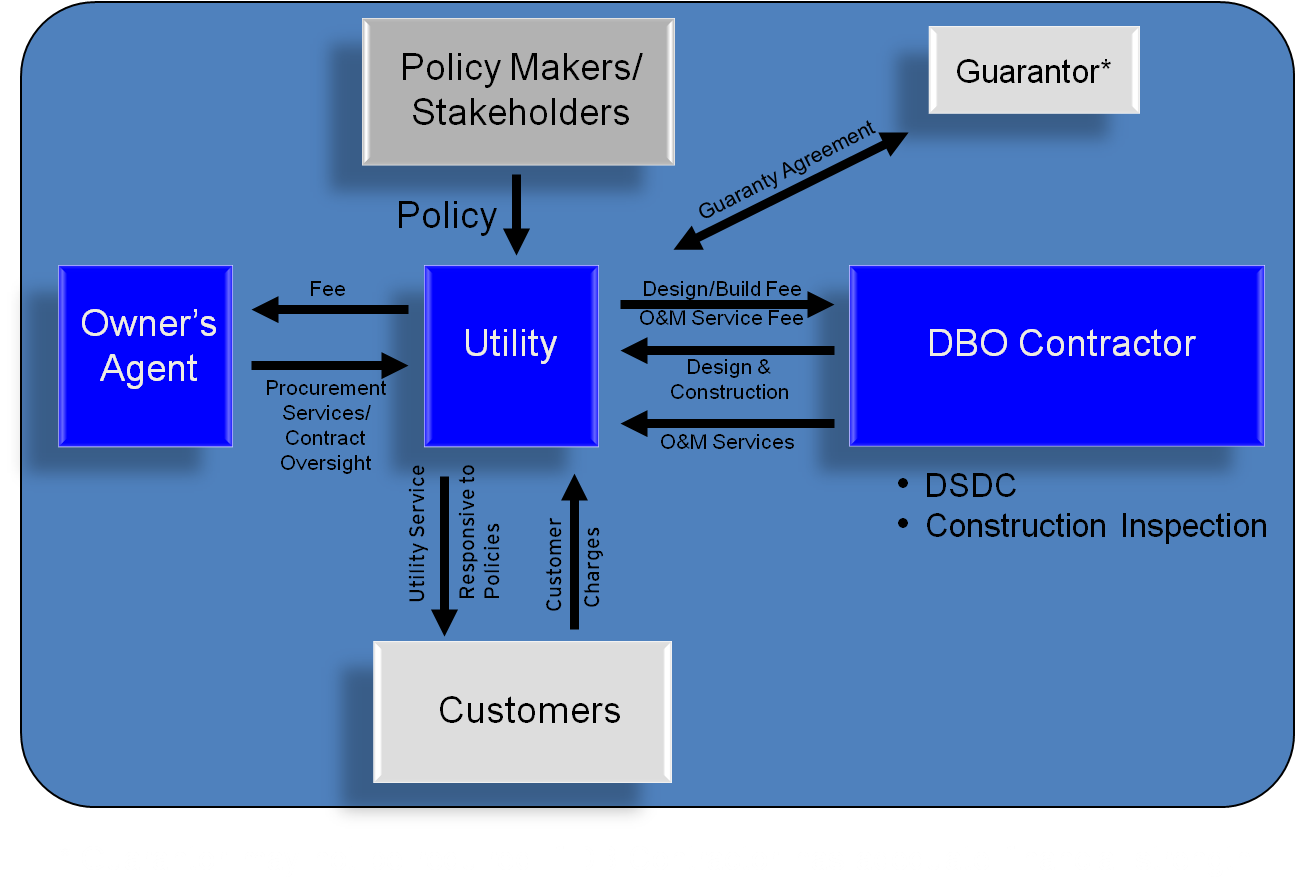 Policy Makers/
Stakeholders
Guarantor*
Guaranty Agreement
Policy
Owner's
Agent
Fee
Procurement
Services/
Contract
Oversight
Utility
Design/Build Fee
O&M Service Fee
Design &
Construction
O&M Services
DBO Contractor
• DSDC
• Construction Inspection
Utility Service
Responsive to
Policies
Customer
Charges
Customers